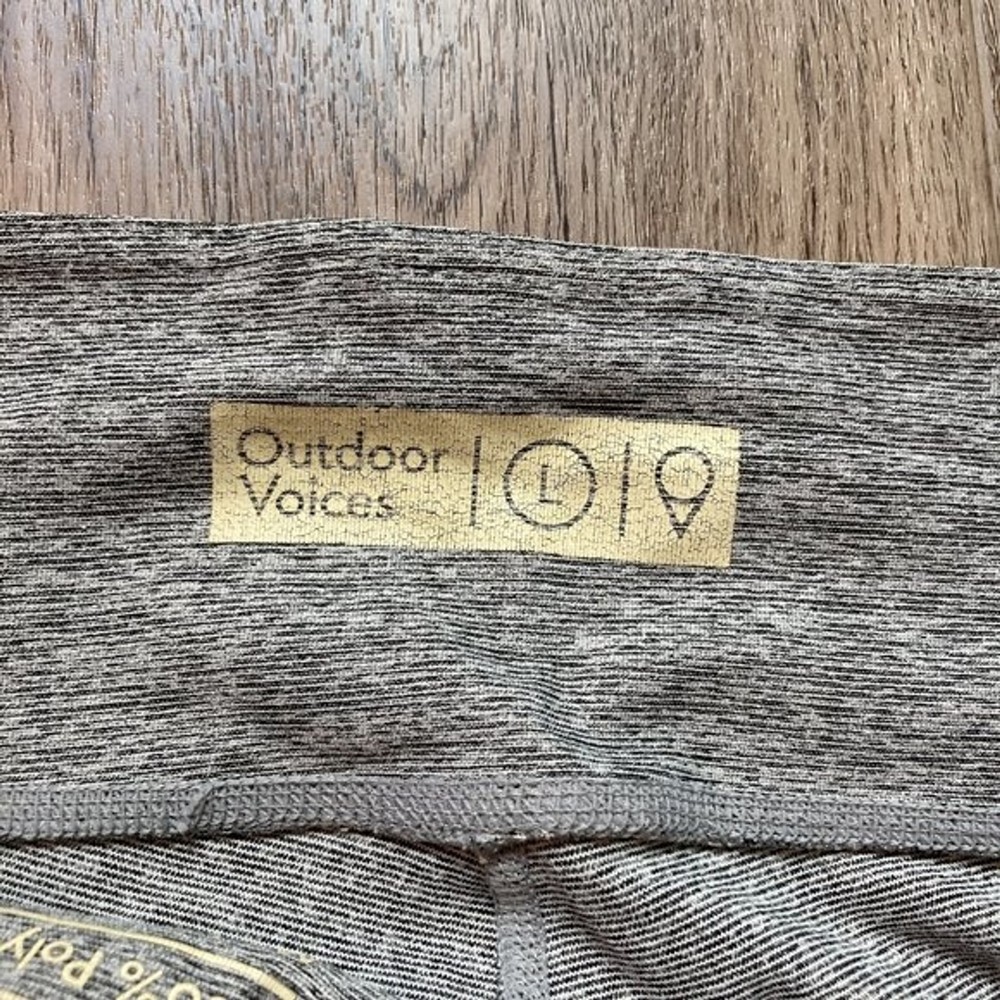 Outdoor
Voices
L
% Poly